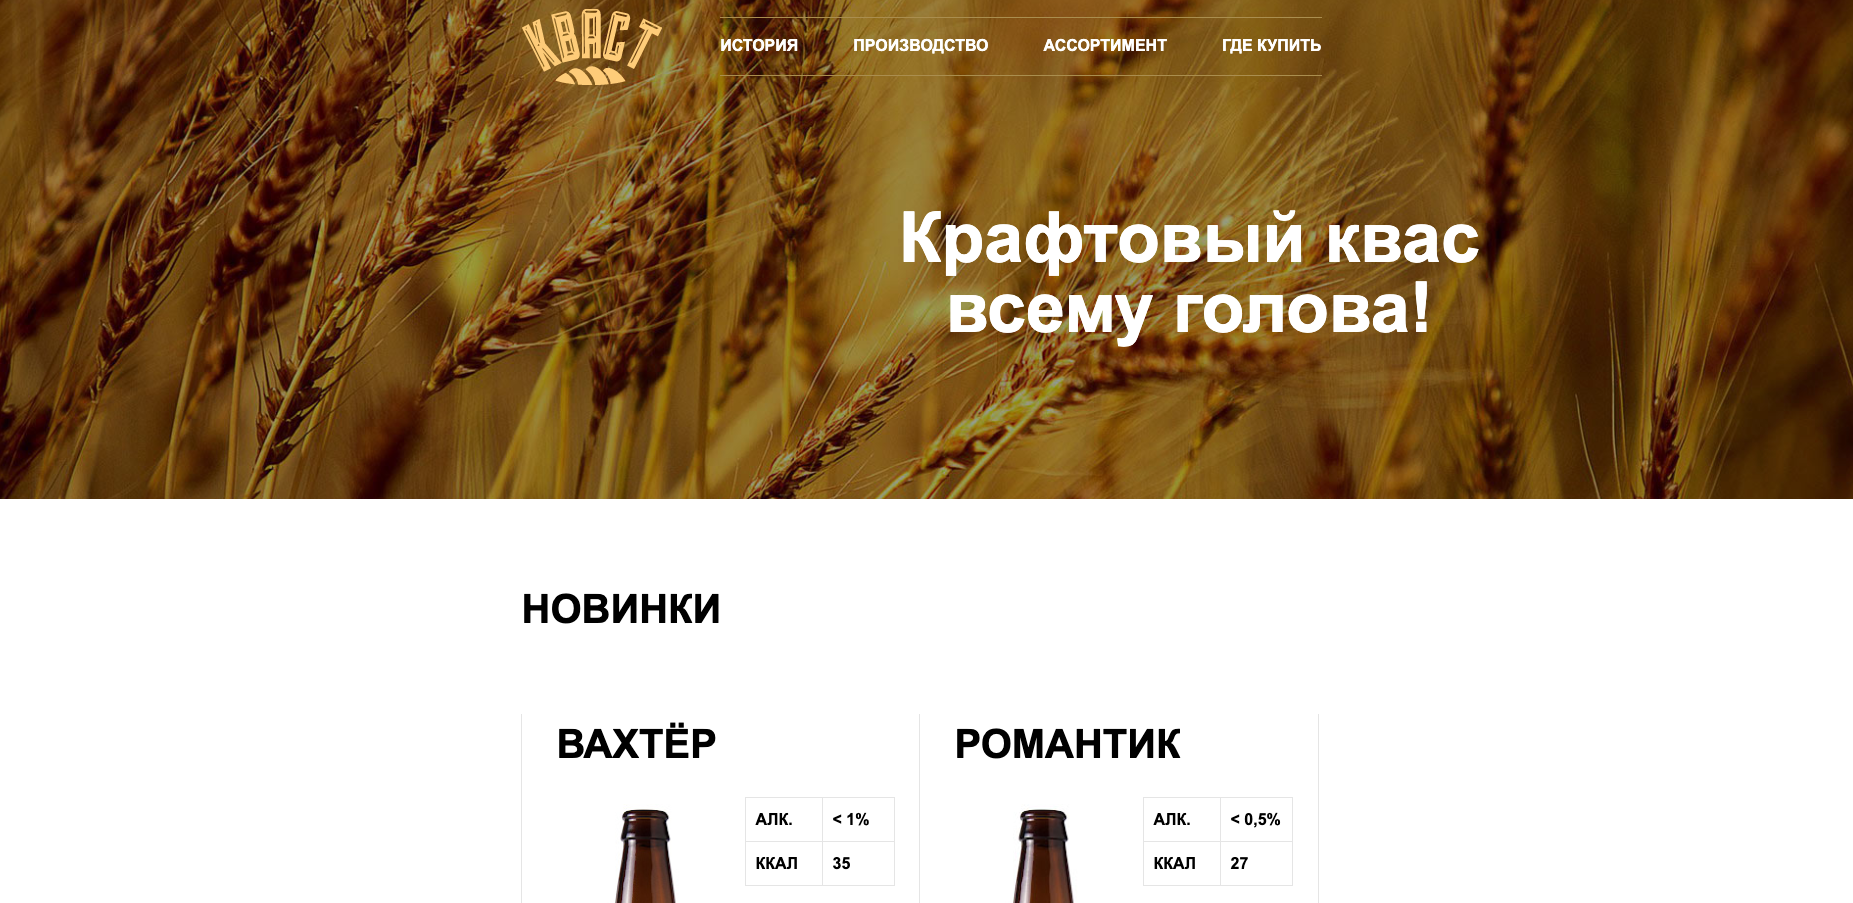 КВАСТ
ИСТОРИЯ ПРОИЗВОДСТВО АССОРТИМЕНТ ГДЕ КУПИТЬ
Крафтовый квас
всему голова!
НОВИНКИ
ВАХТЁР
АЛК. < 1%
ККАЛ 35
РОМАНТИК
АЛК. < 0,5%
ККАЛ 27